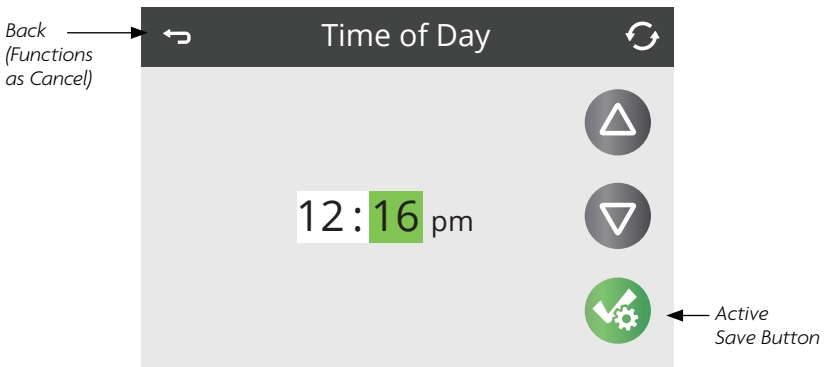 Back
(Functions
as Cancel)
Time of Day
12:16 pm
Active
Save Button